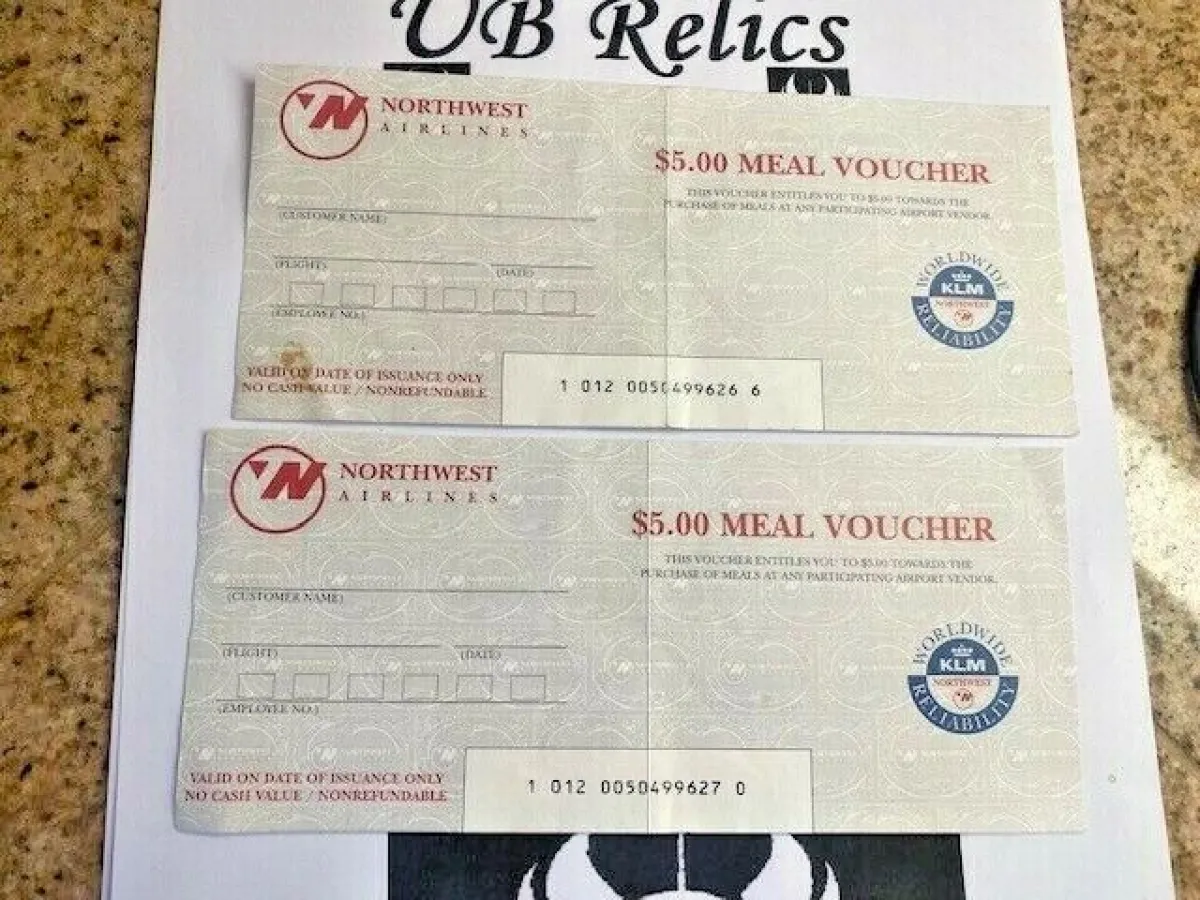 UB Relics
NORTHWEST
AIRLINES
$5.00 MEAL VOUCHER
THIS VOUCHER ENTITLES YOU TO $5.00 TOWARDS THE
PURCHASE OF MEALS AT ANY PARTICIPATING AIRPORT VENDOR.
(CUSTOMER NAME)
(FLIGHT) (DATE)
(EMPLOYEE NO.)
WORLDWIDE
KLM
NORTHWEST
RELIABILITY
VALID ON DATE OF ISSUANCE ONLY
NO CASH VALUE / NONREFUNDABLE
1 012 0050499626 6
NORTHWEST
AIRLINES
$5.00 MEAL VOUCHER
THIS VOUCHER ENTITLES YOU TO $5.00 TOWARDS THE
PURCHASE OF MEALS AT ANY PARTICIPATING AIRPORT VENDOR.
(CUSTOMER NAME)
(FLIGHT) (DATE)
(EMPLOYEE NO.)
WORLDWIDE
KLM
NORTHWEST
RELIABILITY
VALID ON DATE OF ISSUANCE ONLY
NO CASH VALUE / NONREFUNDABLE
1 012 0050499627 0